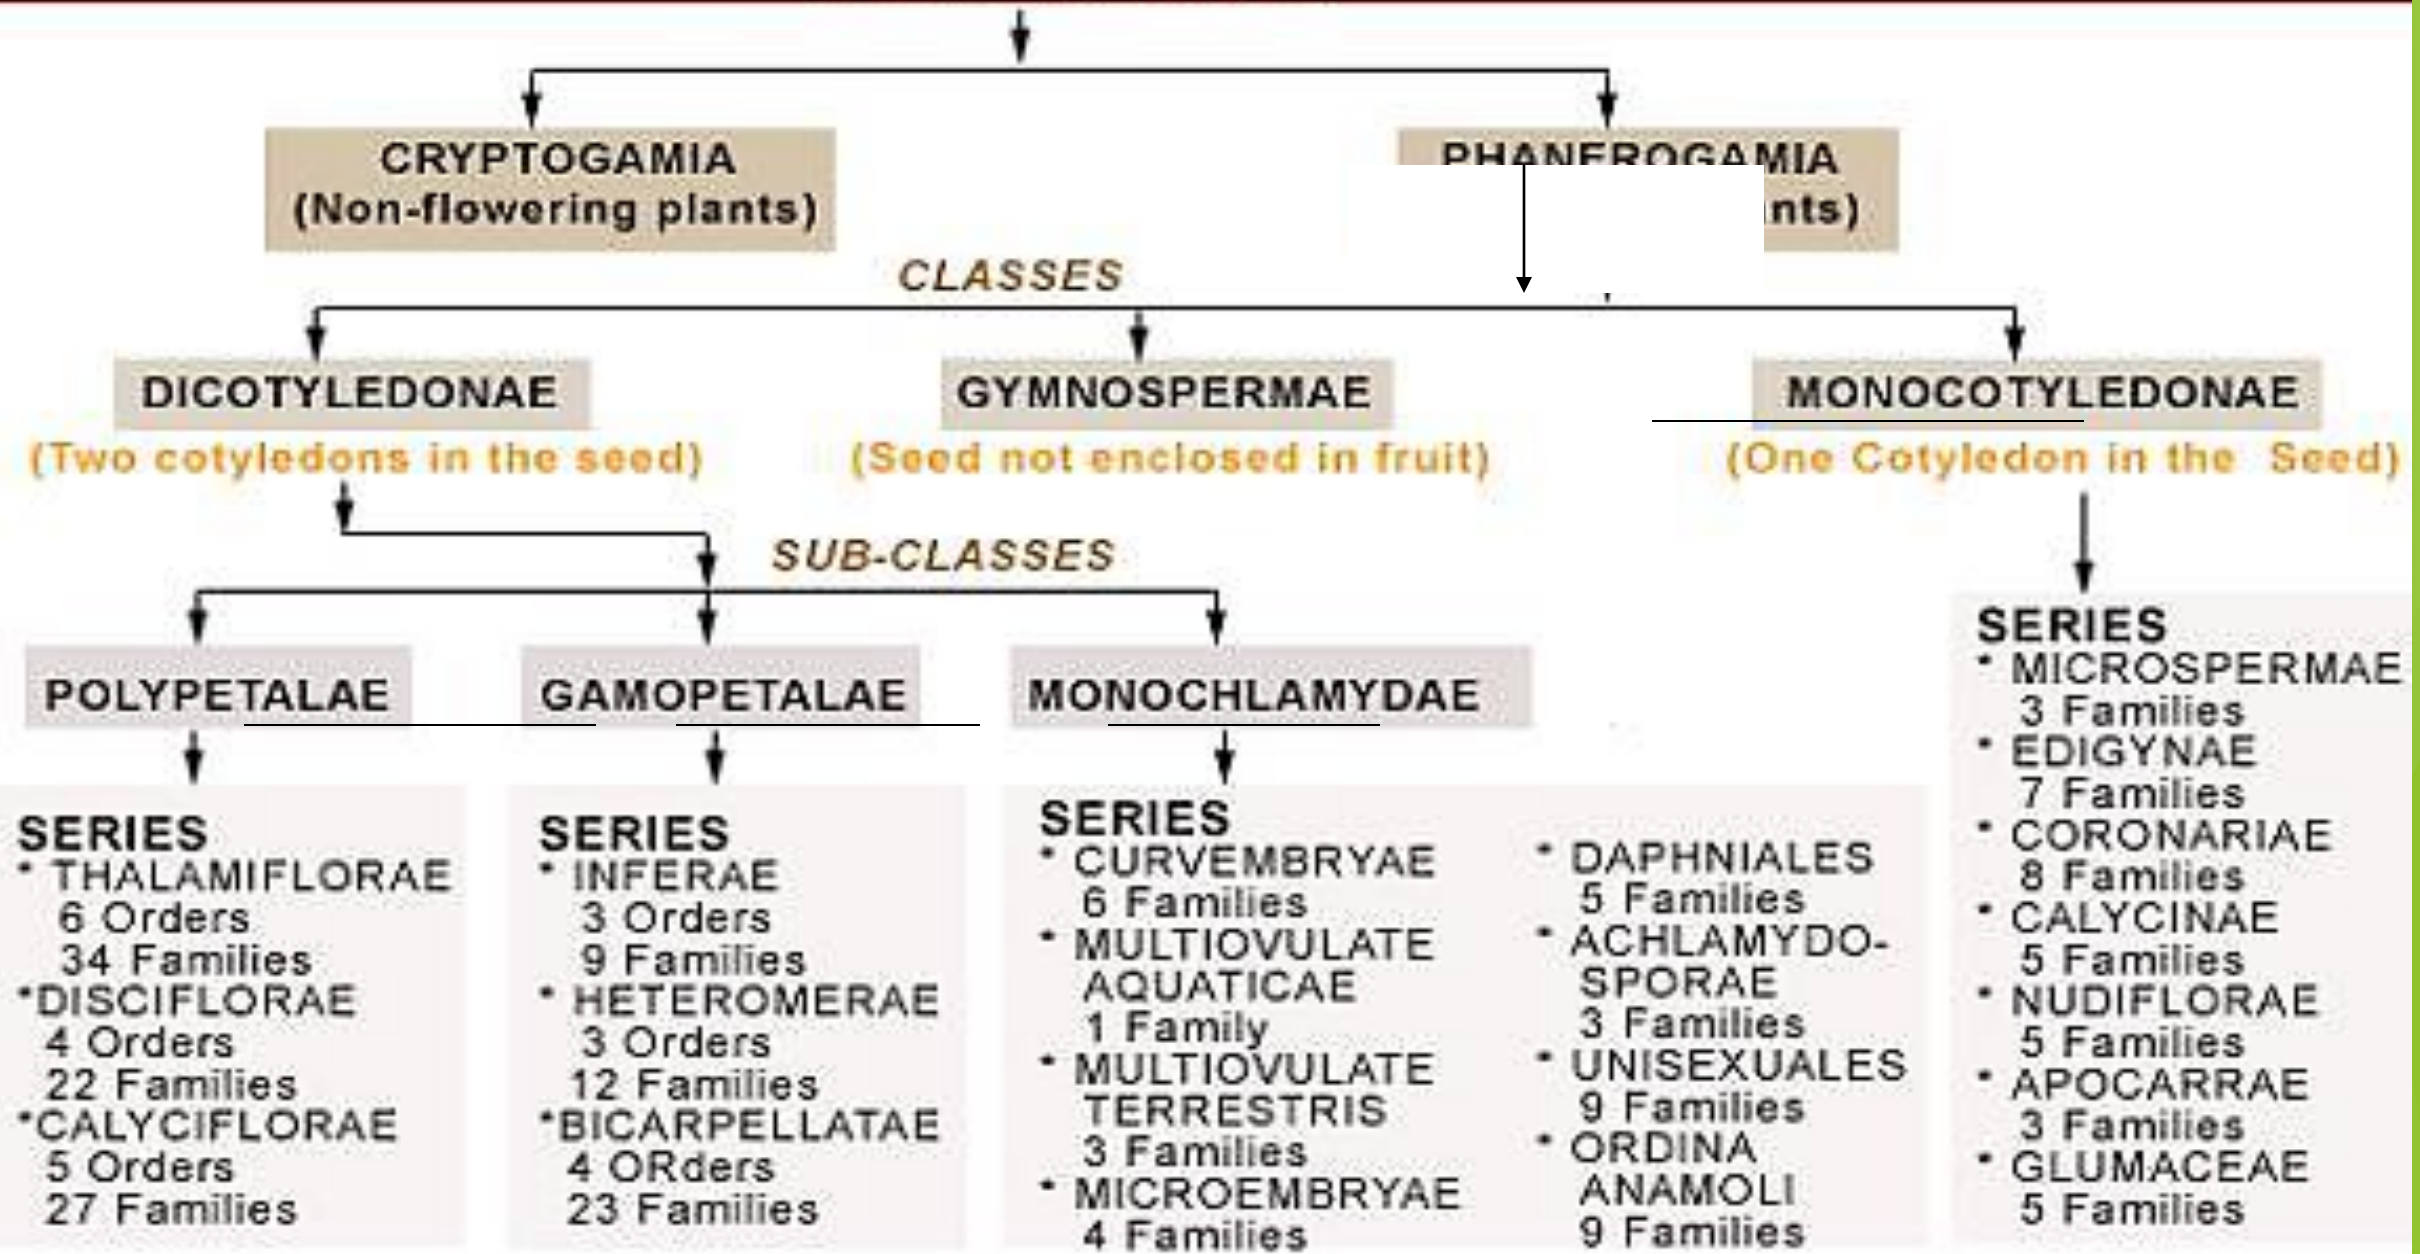 CRYPTOGAMIA
(Non-flowering plants)
PHANEROGAMIA
nts)
CLASSES
DICOTYLEDONAE
(Two cotyledons in the seed)
GYMNOSPERMAE
(Seed not enclosed in fruit)
MONOCOTYLEDONAE
(One Cotyledon in the Seed)
SUB-CLASSES
POLYPETALAE
GAMOPETALAE
MONOCHLAMYDAE
SERIES
* THALAMIFLORAE
6 Orders
34 Families
*DISCIFLORAE
4 Orders
22 Families
*CALYCIFLORAE
5 Orders
27 Families
SERIES
* INFERAE
3 Orders
9 Families
* HETEROMERAE
3 Orders
12 Families
*BICARPELLATAE
4 ORders
23 Families
SERIES
* CURVEMBRYAE
6 Families
* MULTIOVULATE
AQUATICAE
1 Family
* MULTIOVULATE
TERRESTRIS
3 Families
* MICROEMBRYAE
4 Families
* DAPHNIALES
5 Families
* ACHLAMYDO-
SPORAE
3 Families
* UNISEXUALES
9 Families
* ORDINA
ANAMOLI
9 Families
SERIES
* MICROSPERMAE
3 Families
* EDIGYNAE
7 Families
* CORONARIAE
8 Families
* CALYCINAE
5 Families
* NUDIFLORAE
5 Families
* APOCARRAE
3 Families
* GLUMACEAE
5 Families